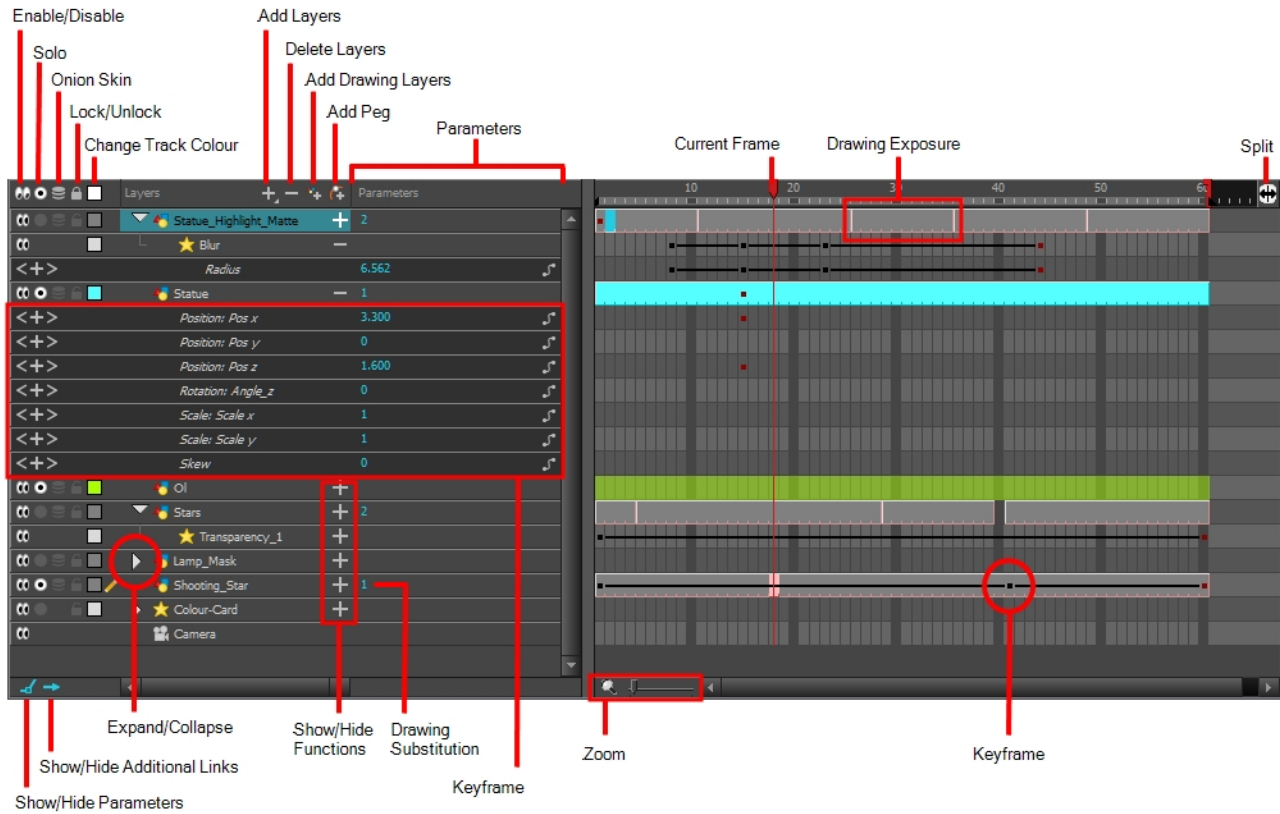 Enable/Disable
Add Layers
Solo
Delete Layers
Onion Skin
Add Drawing Layers
Lock/Unlock
Add Peg
Change Track Colour
Parameters
Current Frame
Drawing Exposure
Split
Layers
Parameters
10 20 30 40 50 60
Statue_Highlight_Matte 2
Blur
Radius 6.562
Statue 1
Position: Pos x 3.300
Position: Pos y 0
Position: Pos z 1.600
Rotation: Angle_z 0
Scale: Scale x 1
Scale: Scale y 1
Skew 0
Ol
Stars 2
Transparency_1
Lamp_Mask
Shooting_Star 1
Colour-Card
Camera
Expand/Collapse
Show/Hide
Functions
Drawing
Substitution
Zoom
Keyframe
Show/Hide Additional Links
Keyframe
Show/Hide Parameters